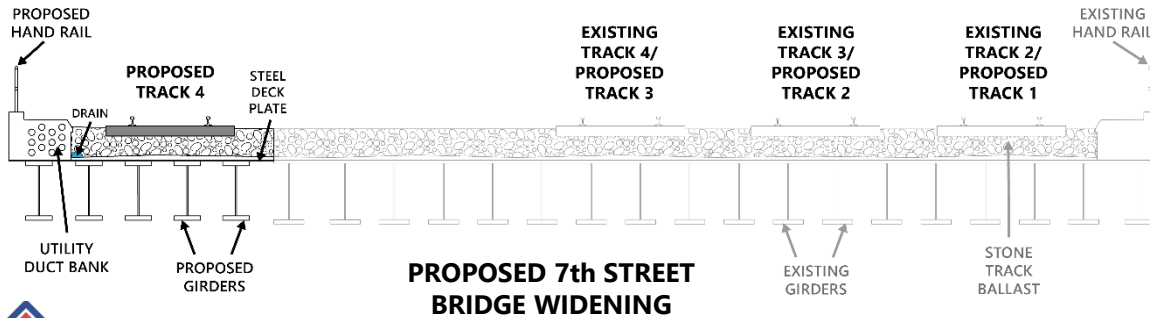 PROPOSED
HAND RAIL
PROPOSED
TRACK 4
STEEL
DECK
PLATE
DRAIN
EXISTING
TRACK 4/
PROPOSED
TRACK 3
EXISTING
TRACK 3/
PROPOSED
TRACK 2
EXISTING
TRACK 2/
PROPOSED
TRACK 1
EXISTING
HAND RAIL
UTILITY
DUCT BANK
PROPOSED
GIRDERS
PROPOSED 7th STREET
BRIDGE WIDENING
EXISTING
GIRDERS
STONE
TRACK
BALLAST